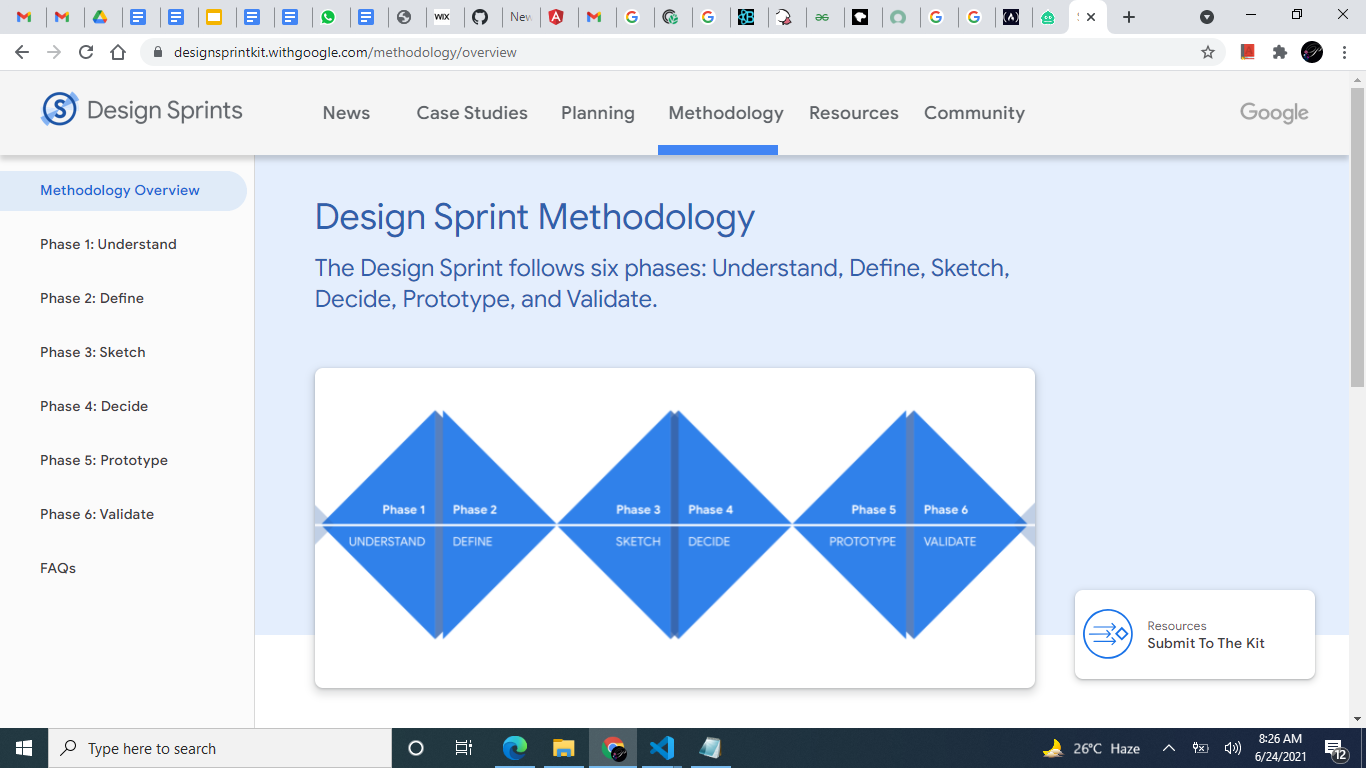 WIX
New
designsprintkit.withgoogle.com/methodology/overview
Design Sprints
News
Case Studies
Planning
Methodology
Resources
Community
Google
Methodology Overview
Phase 1: Understand
Phase 2: Define
Phase 3: Sketch
Phase 4: Decide
Phase 5: Prototype
Phase 6: Validate
FAQs
Design Sprint Methodology
The Design Sprint follows six phases: Understand, Define, Sketch,
Decide, Prototype, and Validate.
Phase 1
UNDERSTAND
Phase 2
DEFINE
Phase 3
SKETCH
Phase 4
DECIDE
Phase 5
PROTOTYPE
Phase 6
VALIDATE
Resources
Submit To The Kit
Type here to search
26°C Haze
8:26 AM
6/24/2021
12